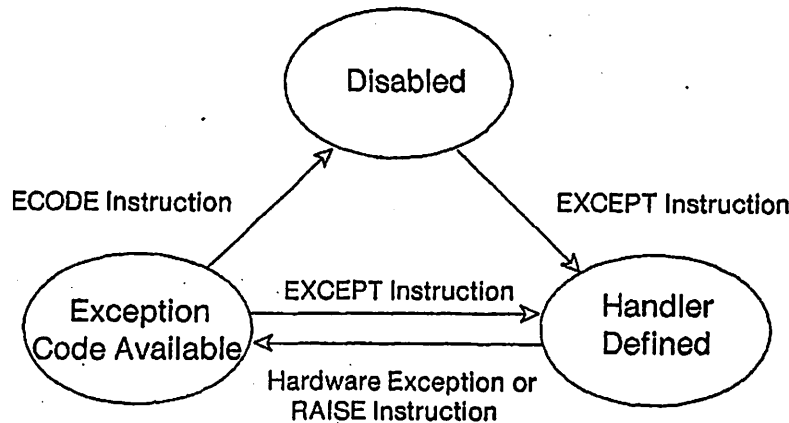 Disabled
ECODE Instruction
EXCEPT Instruction
Exception
Code Available
EXCEPT Instruction
Handler
Defined
Hardware Exception or
RAISE Instruction